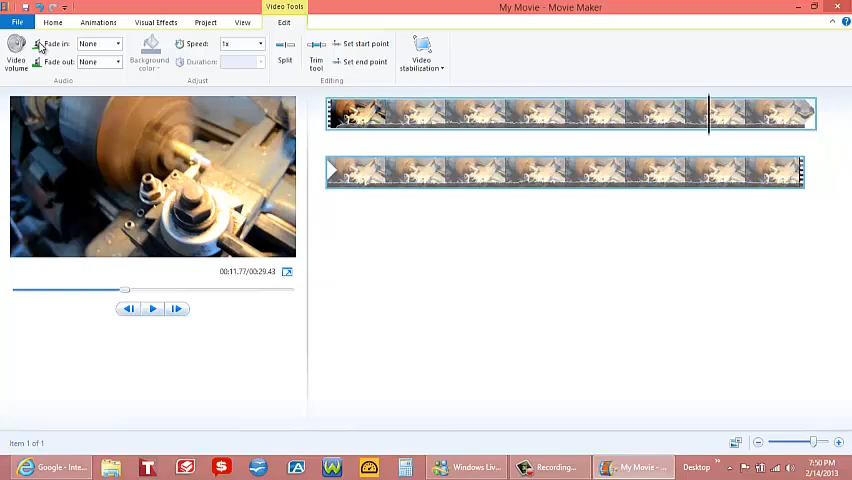 Video Tools
My Movie - Movie Maker
File Home Animations Visual Effects Project View Edit
Video volume
Fade in: None
Fade out: None
Background color
Speed: 1x
Duration:
Split
Trim tool
Set start point
Set end point
Video stabilization
Audio Adjust Editing
00:11.77/00:29.43
Item 1 of 1
Google - Inte...
Windows Liv...
Recording...
My Movie - ...
Desktop
7:50 PM
2/14/2013